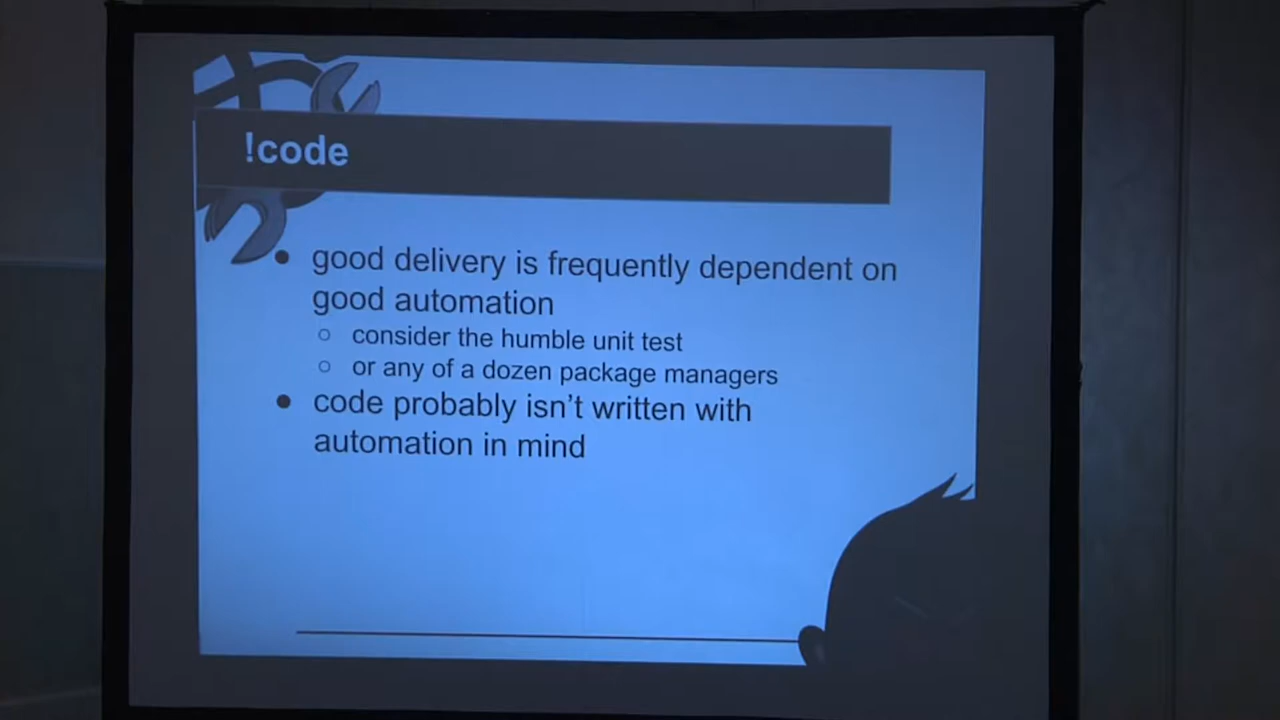 !code
● good delivery is frequently dependent on
good automation
○ consider the humble unit test
○ or any of a dozen package managers
● code probably isn't written with
automation in mind